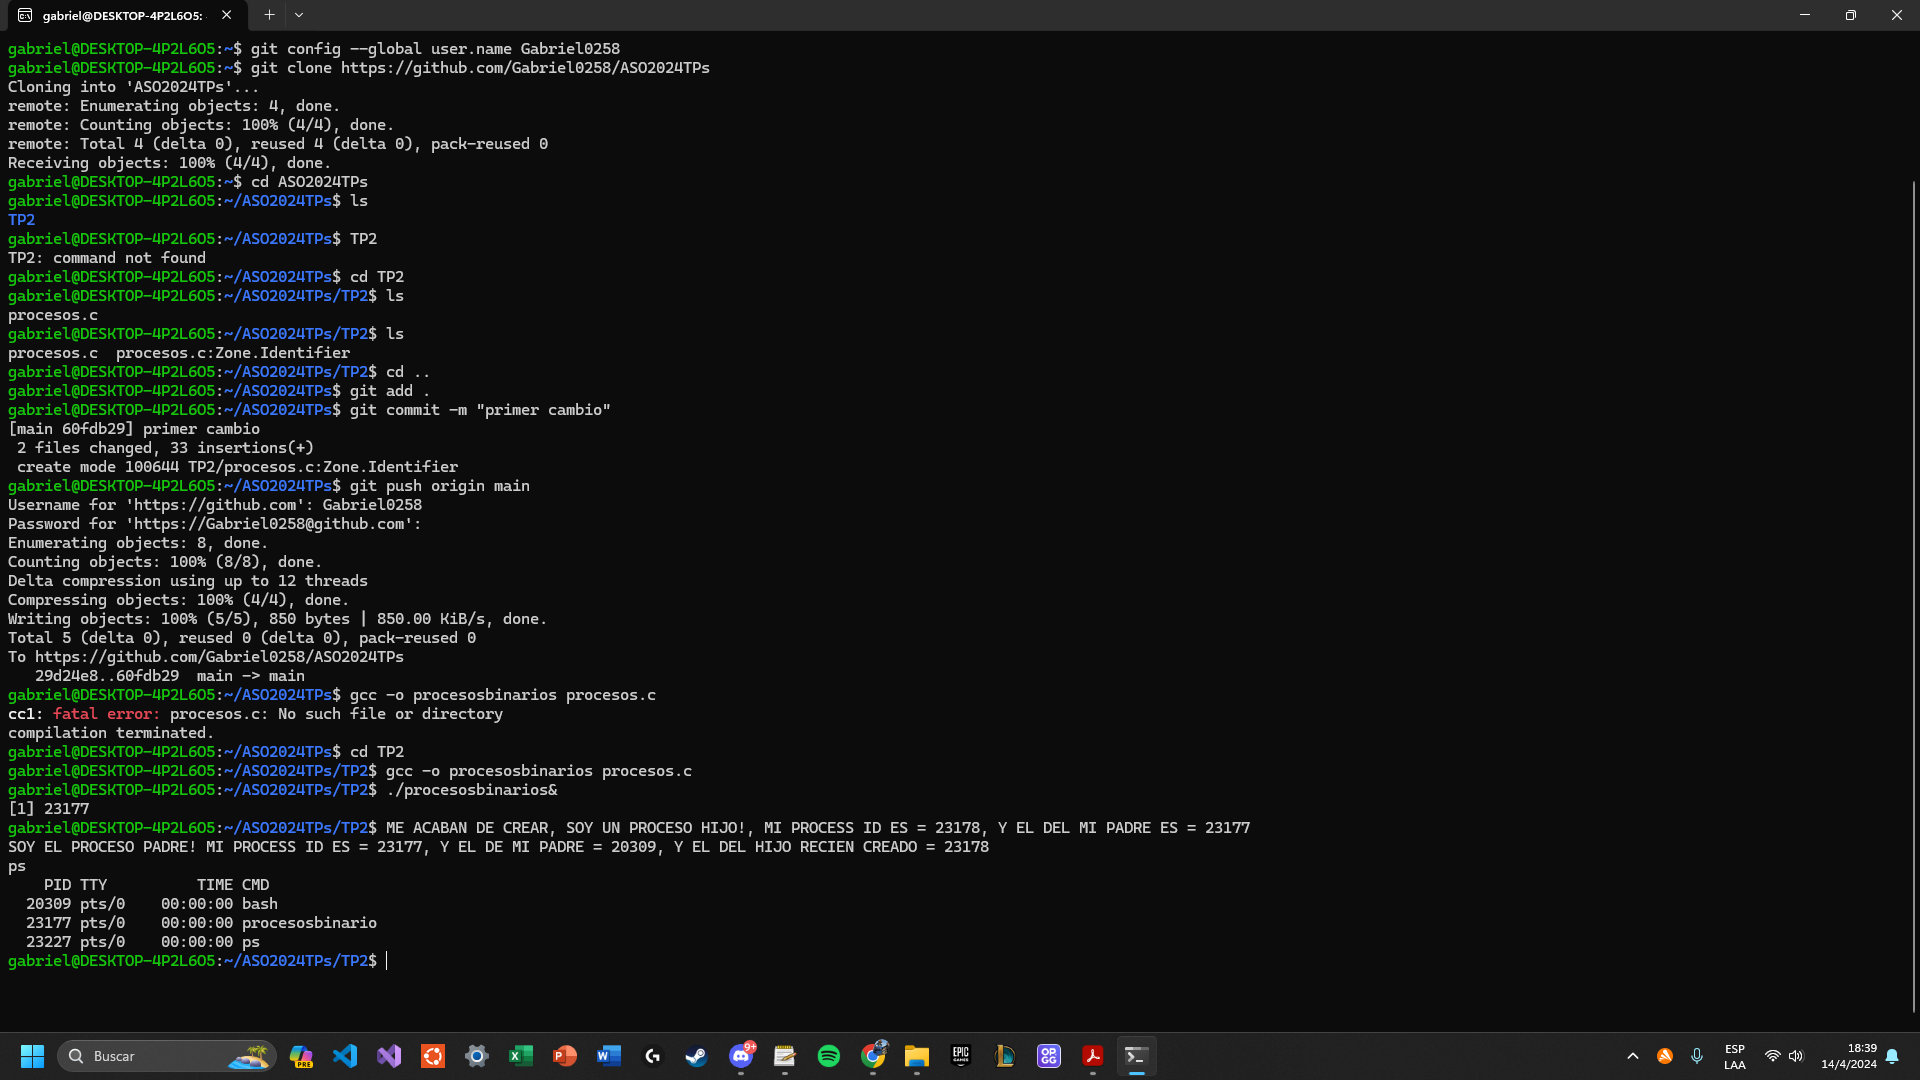 gabriel@DESKTOP-4P2L6O5:
gabriel@DESKTOP-4P2L6O5:~$ git config --global user.name Gabriel0258
gabriel@DESKTOP-4P2L6O5:~$ git clone https://github.com/Gabriel0258/ASO2024TPs
Cloning into 'ASO2024TPs'...
remote: Enumerating objects: 4, done.
remote: Counting objects: 100% (4/4), done.
remote: Total 4 (delta 0), reused 4 (delta 0), pack-reused 0
Receiving objects: 100% (4/4), done.
gabriel@DESKTOP-4P2L6O5:~$ cd ASO2024TPs
gabriel@DESKTOP-4P2L6O5:~/ASO2024TPs$ ls
TP2
gabriel@DESKTOP-4P2L6O5:~/ASO2024TPs$ TP2
TP2: command not found
gabriel@DESKTOP-4P2L6O5:~/ASO2024TPs$ cd TP2
gabriel@DESKTOP-4P2L6O5:~/ASO2024TPs/TP2$ ls
procesos.c
gabriel@DESKTOP-4P2L6O5:~/ASO2024TPs/TP2$ ls
procesos.c  procesos.c:Zone.Identifier
gabriel@DESKTOP-4P2L6O5:~/ASO2024TPs/TP2$ cd ..
gabriel@DESKTOP-4P2L6O5:~/ASO2024TPs$ git add .
gabriel@DESKTOP-4P2L6O5:~/ASO2024TPs$ git commit -m "primer cambio"
[main 60fdb29] primer cambio
 2 files changed, 33 insertions(+)
 create mode 100644 TP2/procesos.c:Zone.Identifier
gabriel@DESKTOP-4P2L6O5:~/ASO2024TPs$ git push origin main
Username for 'https://github.com': Gabriel0258
Password for 'https://Gabriel0258@github.com':
Enumerating objects: 8, done.
Counting objects: 100% (8/8), done.
Delta compression using up to 12 threads
Compressing objects: 100% (4/4), done.
Writing objects: 100% (5/5), 850 bytes | 850.00 KiB/s, done.
Total 5 (delta 0), reused 0 (delta 0), pack-reused 0
To https://github.com/Gabriel0258/ASO2024TPs
   29d24e8..60fdb29  main -> main
gabriel@DESKTOP-4P2L6O5:~/ASO2024TPs$ gcc -o procesosbinarios procesos.c
cc1: fatal error: procesos.c: No such file or directory
compilation terminated.
gabriel@DESKTOP-4P2L6O5:~/ASO2024TPs$ cd TP2
gabriel@DESKTOP-4P2L6O5:~/ASO2024TPs/TP2$ gcc -o procesosbinarios procesos.c
gabriel@DESKTOP-4P2L6O5:~/ASO2024TPs/TP2$ ./procesosbinarios&
[1] 23177
gabriel@DESKTOP-4P2L6O5:~/ASO2024TPs/TP2$ ME ACABAN DE CREAR, SOY UN PROCESO HIJO!, MI PROCESS ID ES = 23178, Y EL DEL MI PADRE ES = 23177
SOY EL PROCESO PADRE! MI PROCESS ID ES = 23177, Y EL DE MI PADRE = 20309, Y EL DEL HIJO RECIEN CREADO = 23178
ps
    PID TTY          TIME CMD
  20309 pts/0    00:00:00 bash
  23177 pts/0    00:00:00 procesosbinario
  23227 pts/0    00:00:00 ps
gabriel@DESKTOP-4P2L6O5:~/ASO2024TPs/TP2$
Buscar
PRE
9+
EPIC GAMES
OP.GG
ESP
LAA
18:39
14/4/2024